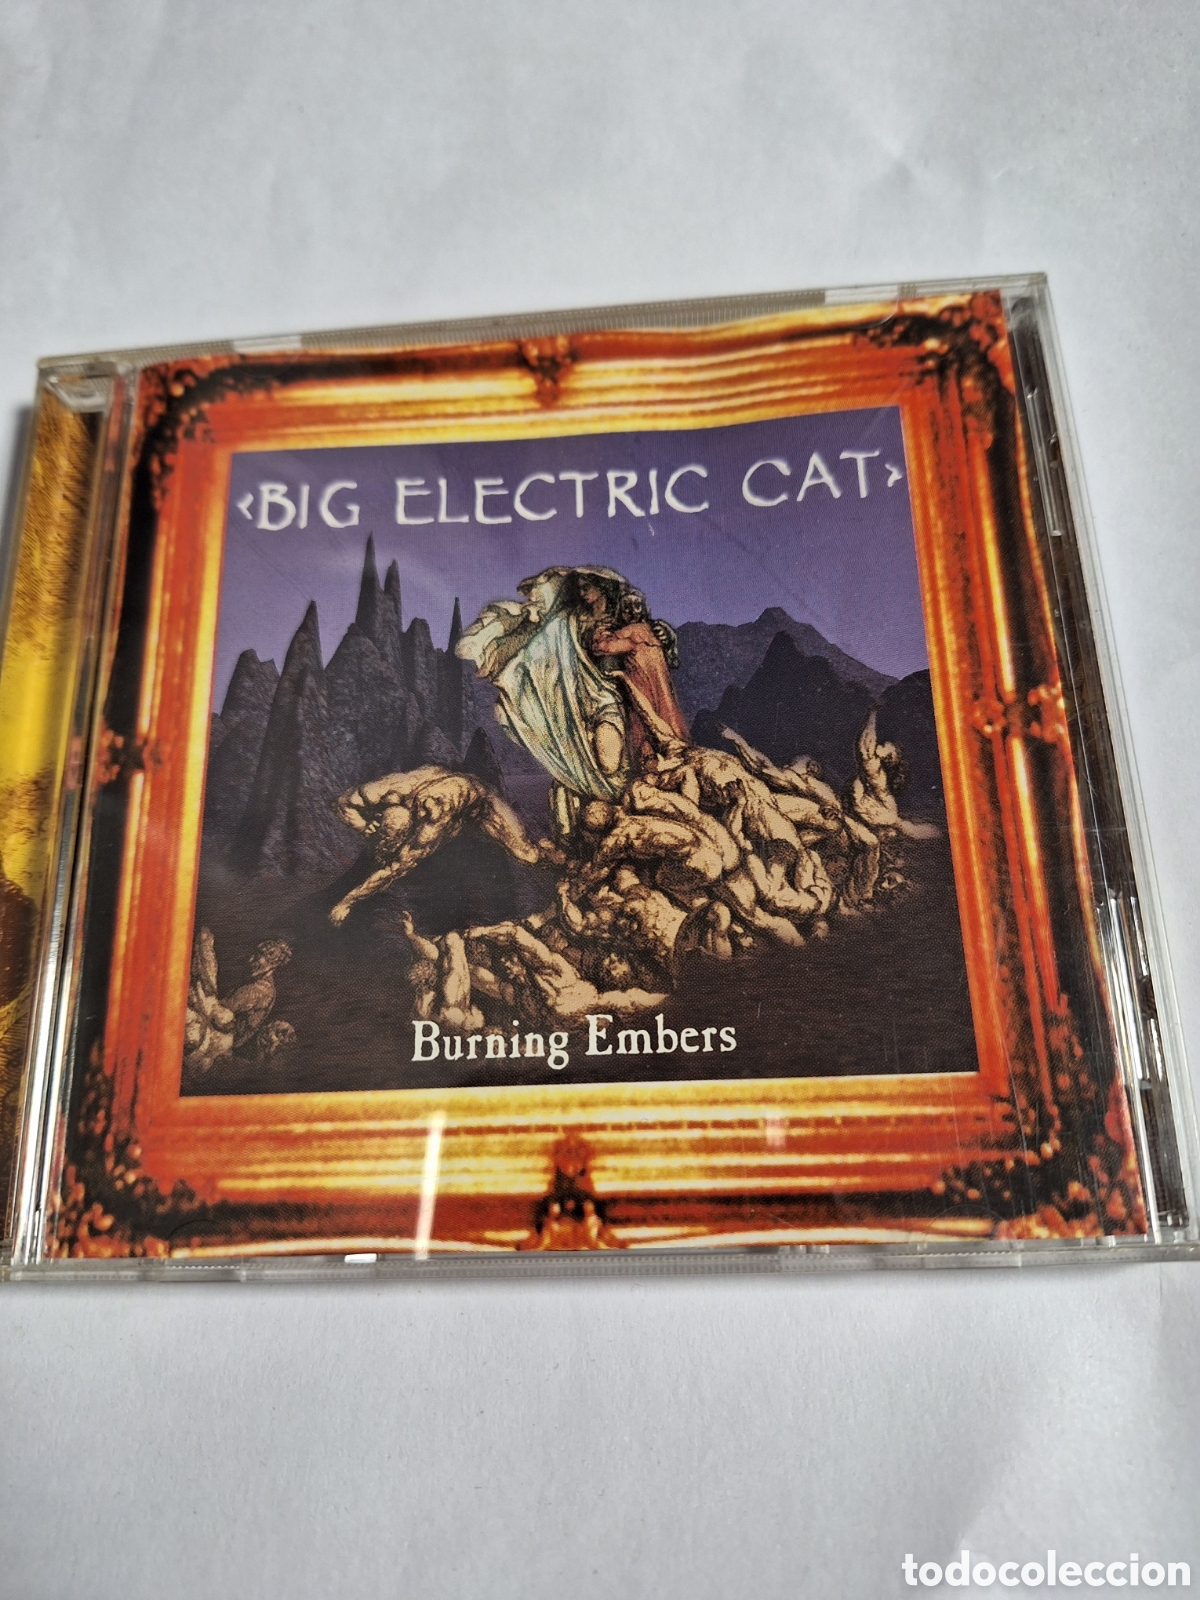 ‹BIG ELECTRIC CAT›
Burning Embers
todocoleccion